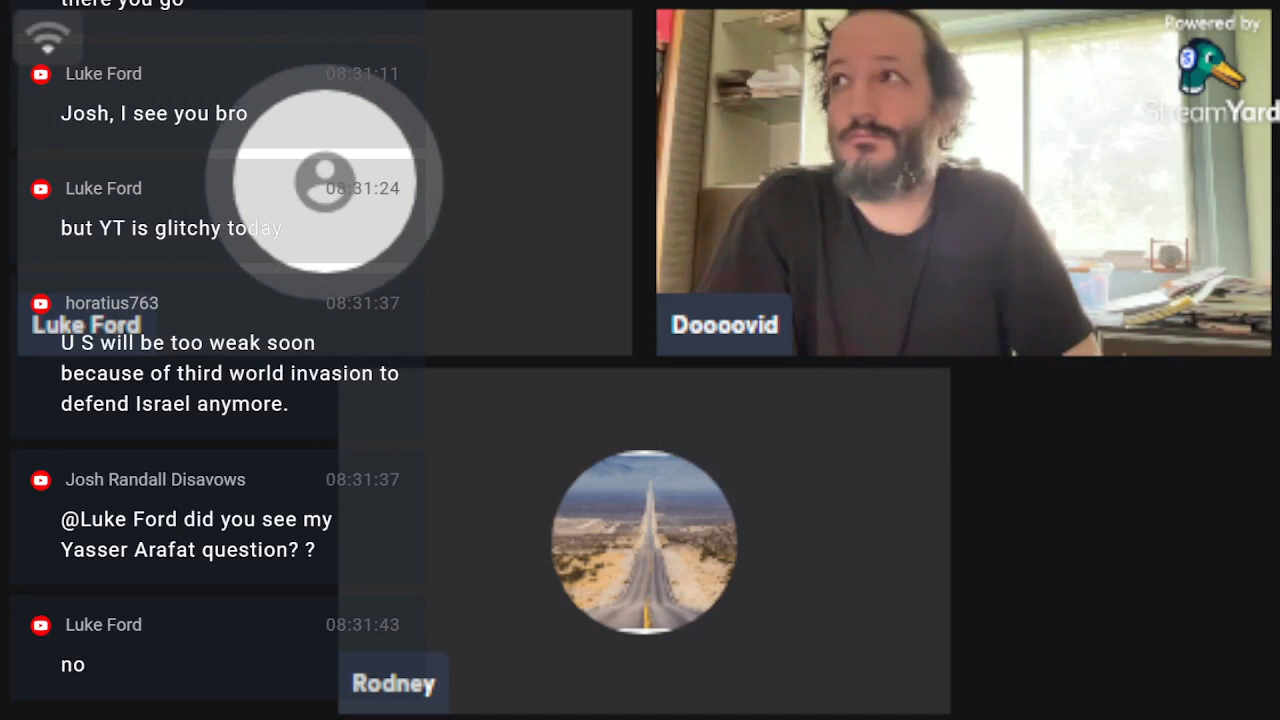 there you go
Luke Ford 08:31:11
Josh, I see you bro
Luke Ford 08:31:24
but YT is glitchy today
horatius763 08:31:37
U S will be too weak soon
because of third world invasion to
defend Israel anymore.
Josh Randall Disavows 08:31:37
@Luke Ford did you see my
Yasser Arafat question? ?
Luke Ford 08:31:43
no
Luke Ford
Powered by
StreamYard
Doooovid
Rodney